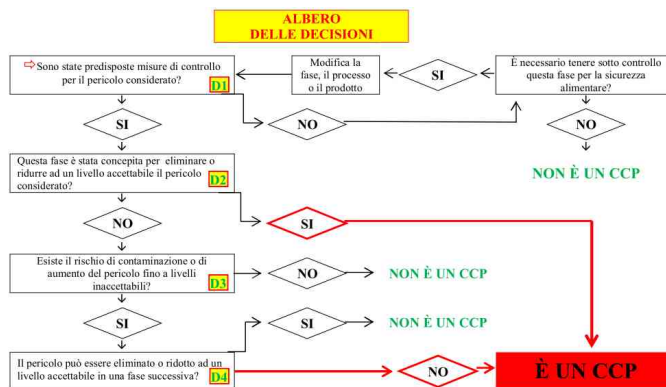 ALBERO
DELLE DECISIONI
⇨Sono state predisposte misure di controllo
per il pericolo considerato?
D1
Modifica la
fase, il processo
o il prodotto
SI
È necessario tenere sotto controllo
questa fase per la sicurezza
alimentare?
SI
NO
NO
NON È UN CCP
Questa fase è stata concepita per eliminare o
ridurre ad un livello accettabile il pericolo
considerato?
D2
NO
SI
Esiste il rischio di contaminazione o di
aumento del pericolo fino a livelli
inaccettabili?
D3
NO
NON È UN CCP
SI
SI
NON È UN CCP
Il pericolo può essere eliminato o ridotto ad un
livello accettabile in una fase successiva?
D4
NO
È UN CCP